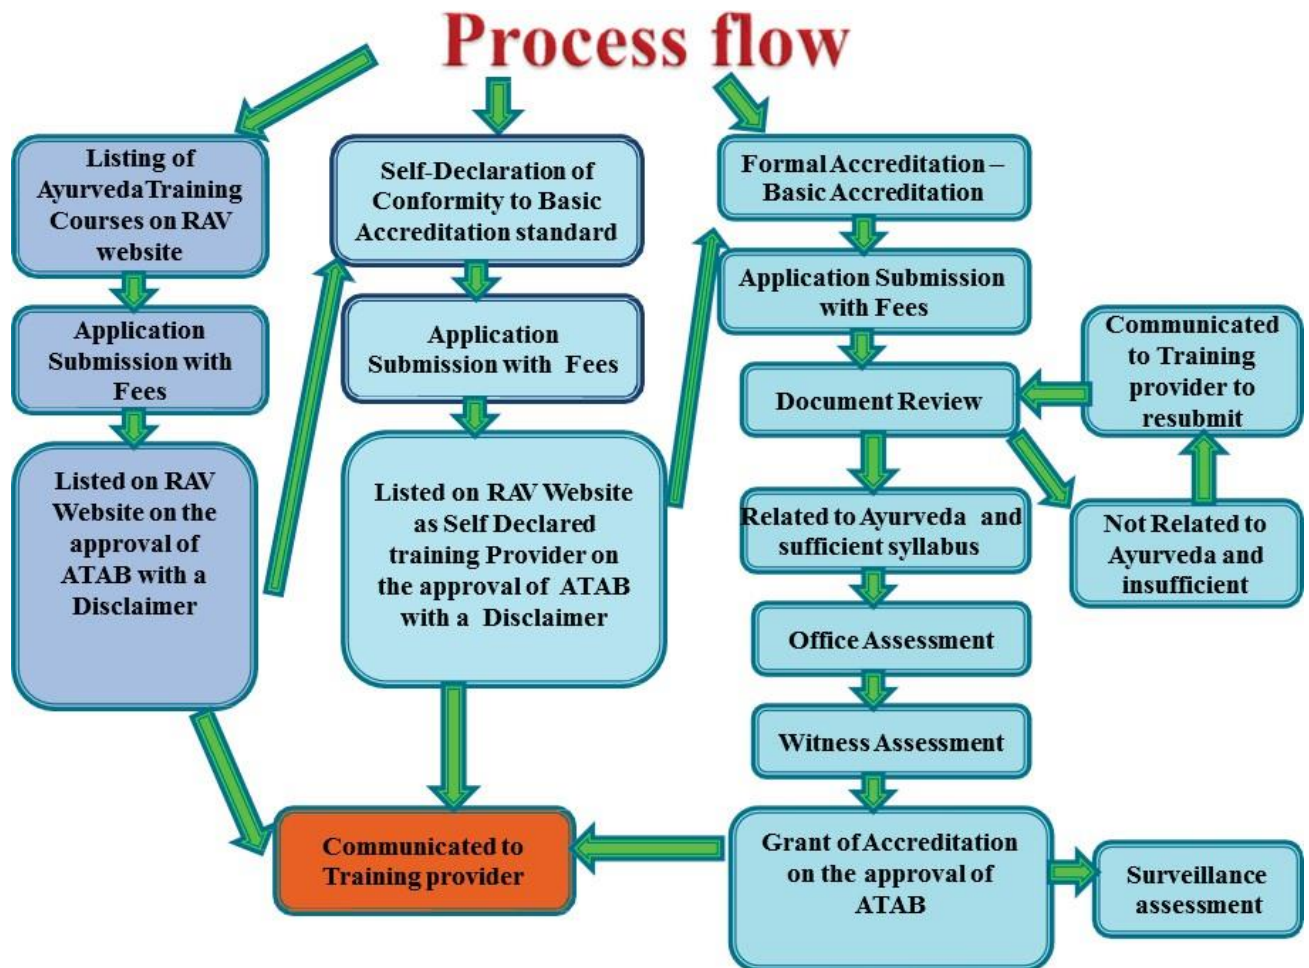 Process flow
Listing of
Ayurveda Training
Courses on RAV
website
Application
Submission with
Fees
Listed on RAV
Website on the
approval of
ATAB with a
Disclaimer
Self-Declaration of
Conformity to Basic
Accreditation standard
Application
Submission with Fees
Listed on RAV Website
as Self Declared
training Provider on
the approval of ATAB
with a Disclaimer
Formal Accreditation –
Basic Accreditation
Application Submission
with Fees
Document Review
Communicated
to Training
provider to
resubmit
Related to Ayurveda and
sufficient syllabus
Not Related to
Ayurveda and
insufficient
Office Assessment
Witness Assessment
Grant of Accreditation
on the approval of
ATAB
Surveillance
assessment
Communicated to
Training provider